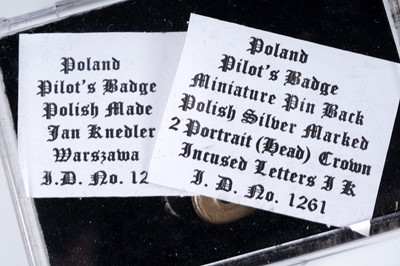 Poland
Pilot's Badge
Polish Made
Jan Knedler
Warszawa
I.D. No. 12
Poland
Pilot's Badge
Miniature Pin Back
Polish Silver Marked
2 Portrait (Head) Crown
Incused Letters J K
I. D. No. 1261